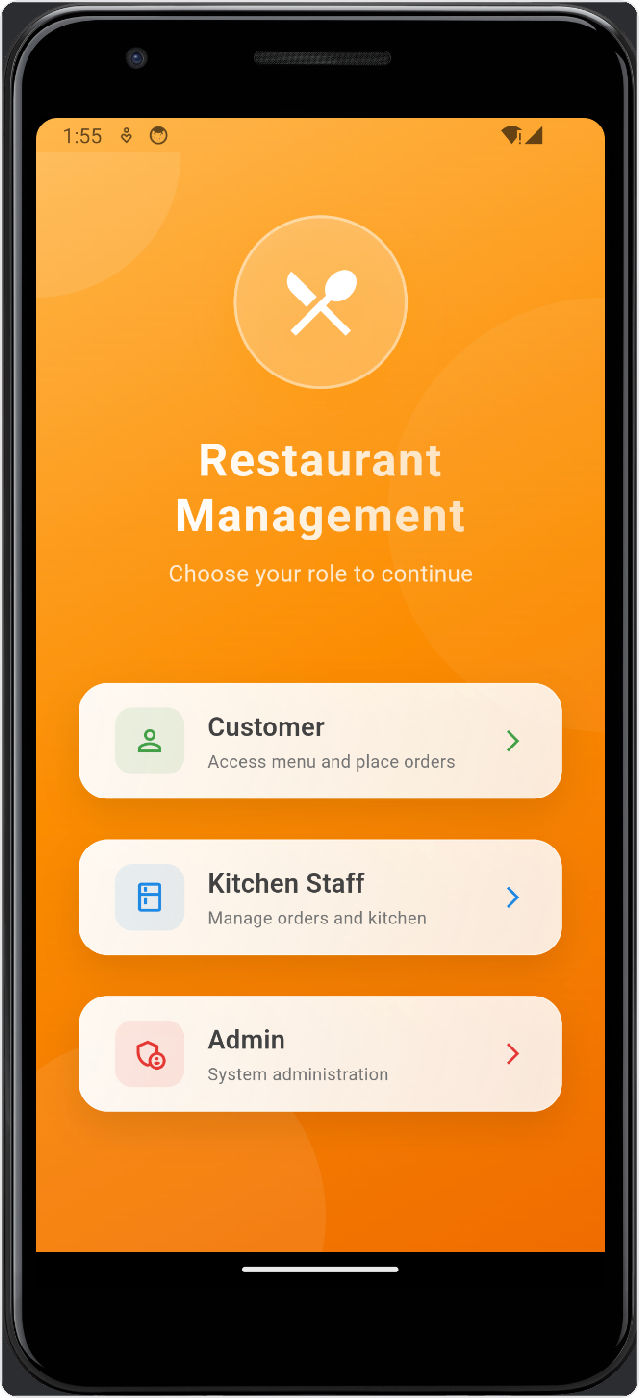 1:55
Restaurant
Management
Choose your role to continue
Customer
Access menu and place orders
Kitchen Staff
Manage orders and kitchen
Admin
System administration